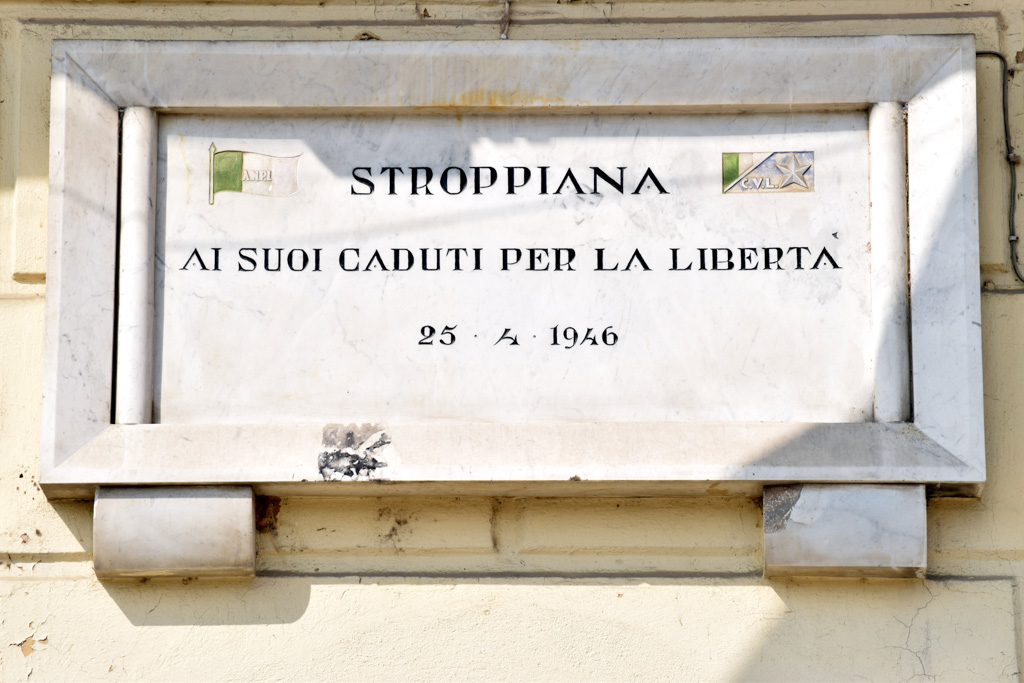 ANPI
STROPPIANA
C.V.L.
AI SUOI CADUTI PER LA LIBERTÀ
25 · 4 · 1946